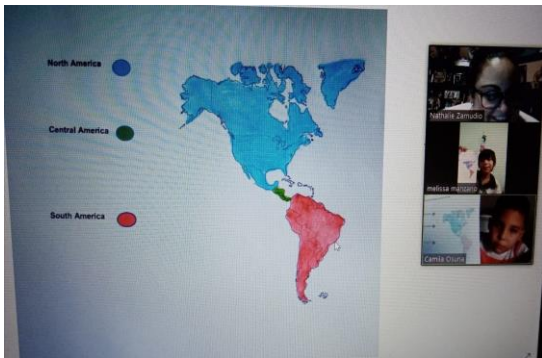 North America
Central America
South America
Nathalie Zamudio
melissa manzano
Camila Osuna